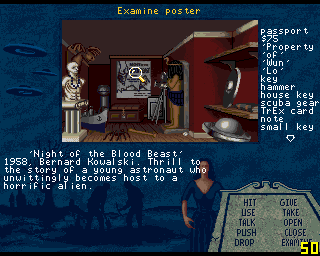 Examine poster
passport
$75
'Property
'of'
'Wun'
'Lo'
key
hammer
house key
scuba gear
TrEx card
note
small key
'Night of the Blood Beast'
1958, Bernard Kowalski. Thrill to
the story of a young astronaut who
unwittingly becomes host to a
horrific alien.
HIT GIVE
USE TAKE
TALK OPEN
PUSH CLOSE
DROP EXAMINE
50